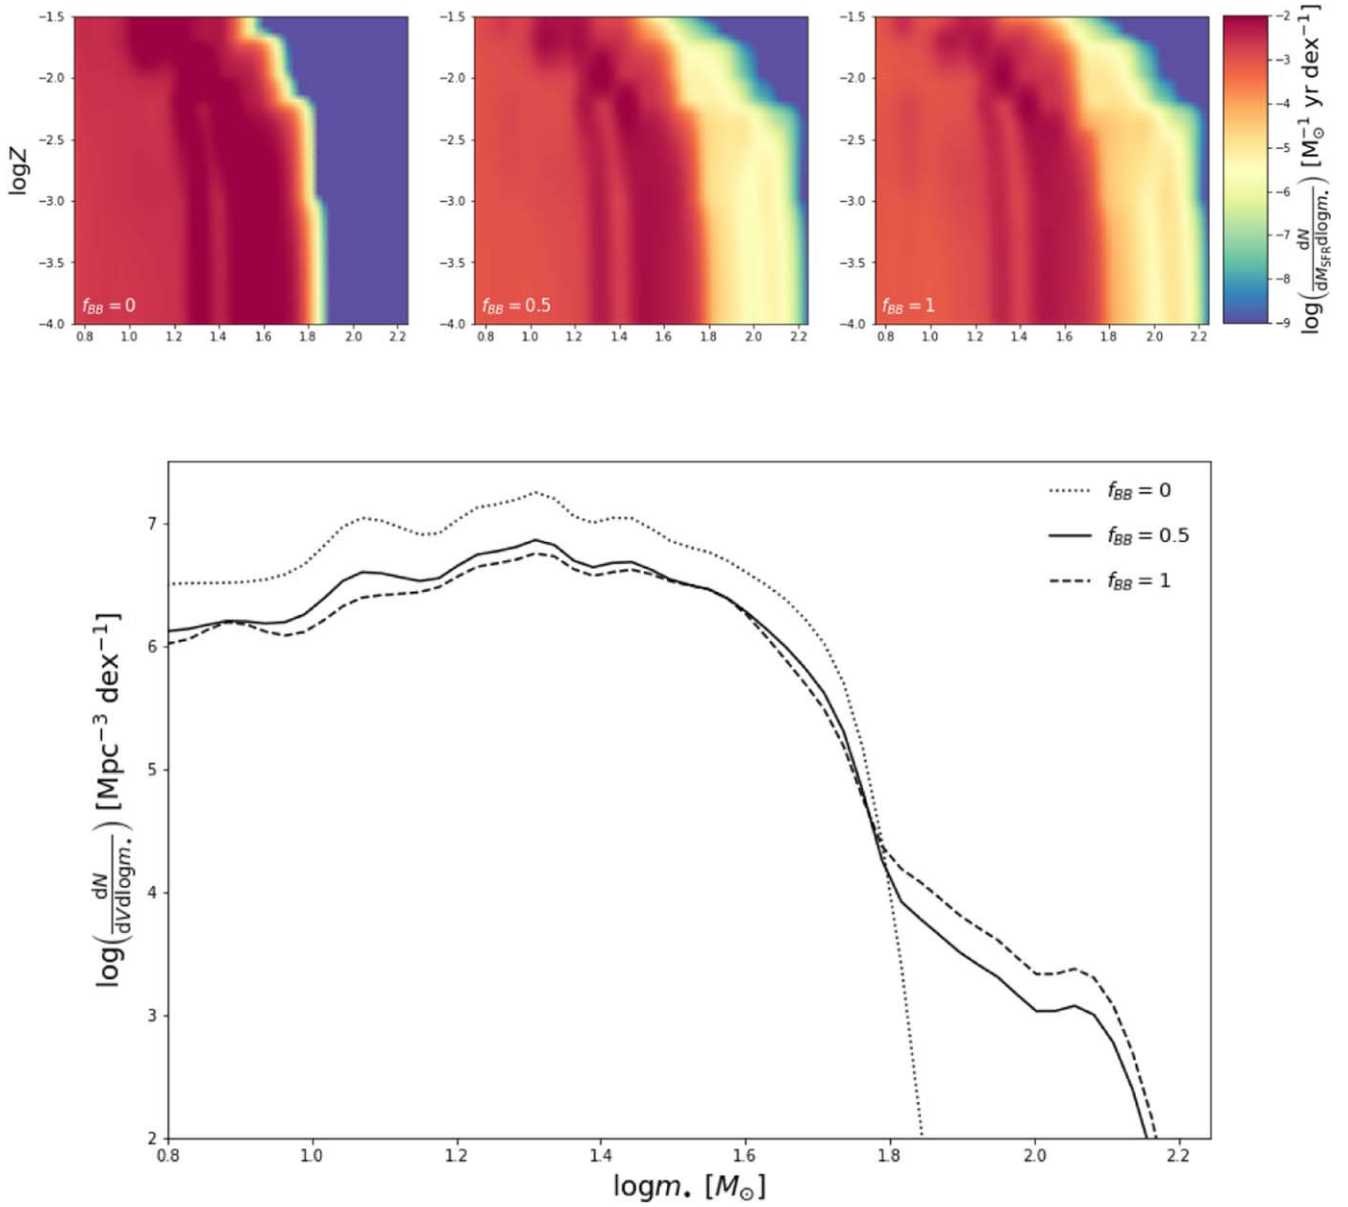 −1.5 −1.5 −1.5 −2
−3
−2.0 −2.0 −2.0
−4
−2.5 −2.5 −2.5
−5
logZ
−3.0 −3.0 −3.0 −6
−7
−3.5 −3.5 −3.5
−8
f_BB = 0 f_BB = 0.5 f_BB = 1
−4.0 −4.0 −4.0 −9
0.8 1.0 1.2 1.4 1.6 1.8 2.0 2.2 0.8 1.0 1.2 1.4 1.6 1.8 2.0 2.2 0.8 1.0 1.2 1.4 1.6 1.8 2.0 2.2
log(dN/dM_SFR dlogm•) [M⊙^−1 yr dex^−1]
f_BB = 0
f_BB = 0.5
f_BB = 1
7
6
5
4
3
2
log(dN/dVdlogm•) [Mpc^−3 dex^−1]
0.8 1.0 1.2 1.4 1.6 1.8 2.0 2.2
logm• [M⊙]